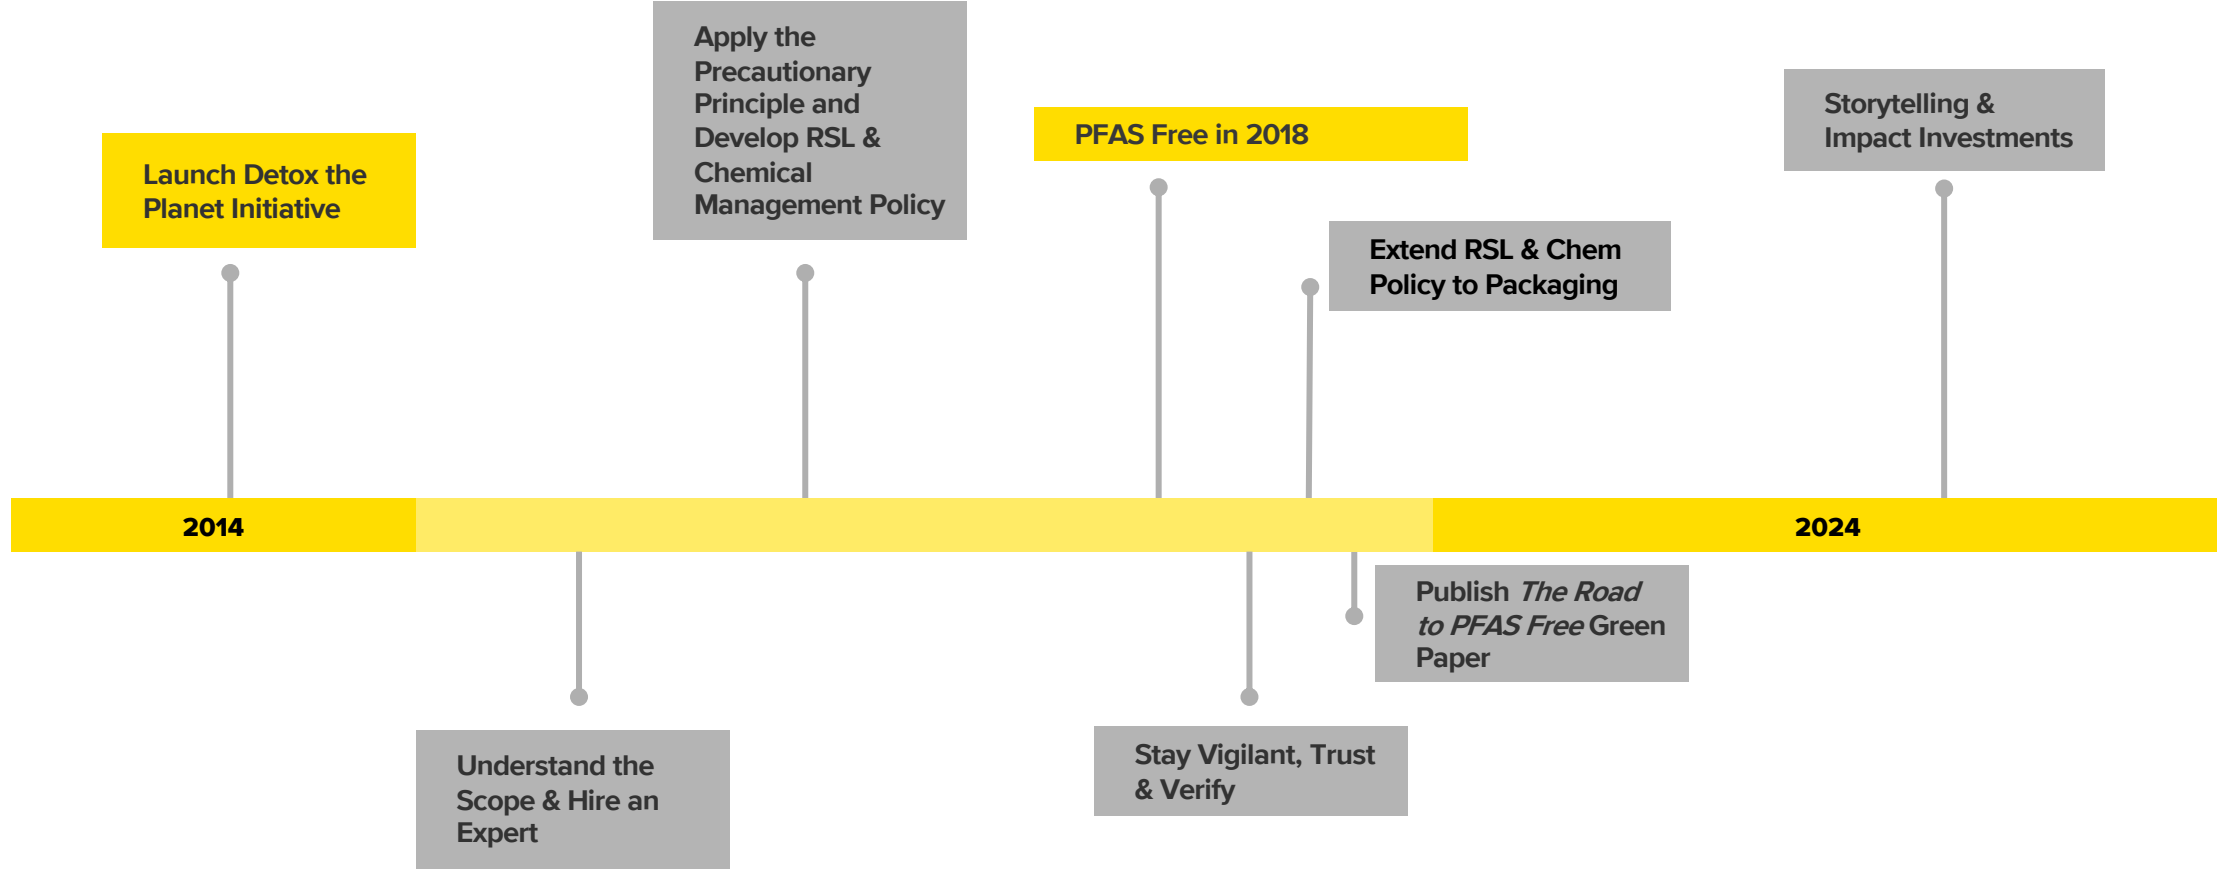 Apply the
Precautionary
Principle and
Develop RSL &
Chemical
Management Policy
Storytelling &
Impact Investments
PFAS Free in 2018
Launch Detox the
Planet Initiative
Extend RSL & Chem
Policy to Packaging
2014
2024
Publish The Road
to PFAS Free Green
Paper
Understand the
Scope & Hire an
Expert
Stay Vigilant, Trust
& Verify